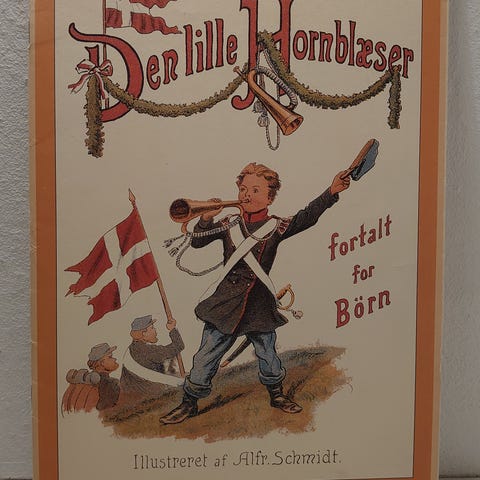 Den lille Hornblæser
fortalt
for
Börn
Illustreret af Alfr. Schmidt.